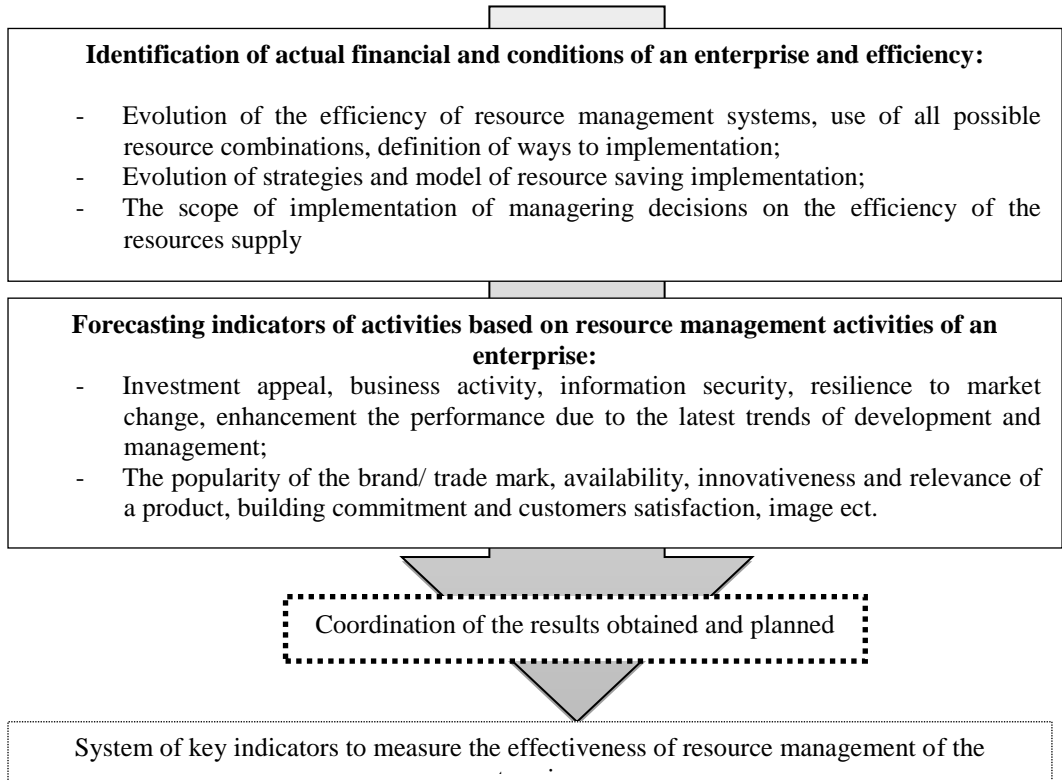 Identification of actual financial and conditions of an enterprise and efficiency:
- Evolution of the efficiency of resource management systems, use of all possible
resource combinations, definition of ways to implementation;
- Evolution of strategies and model of resource saving implementation;
- The scope of implementation of managering decisions on the efficiency of the
resources supply
Forecasting indicators of activities based on resource management activities of an
enterprise:
- Investment appeal, business activity, information security, resilience to market
change, enhancement the performance due to the latest trends of development and
management;
- The popularity of the brand/ trade mark, availability, innovativeness and relevance of
a product, building commitment and customers satisfaction, image ect.
Coordination of the results obtained and planned
System of key indicators to measure the effectiveness of resource management of the